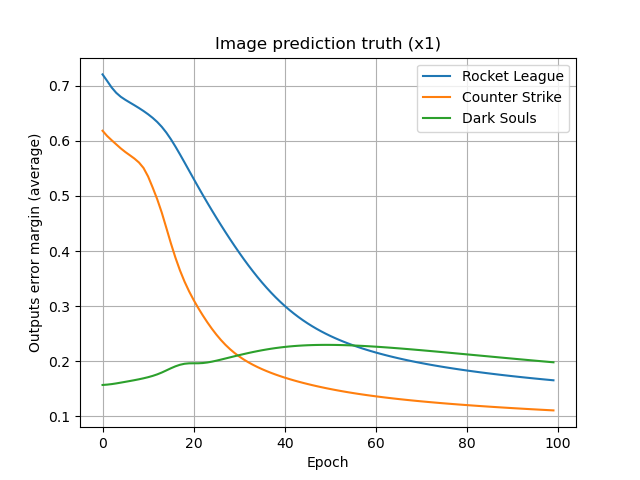 Image prediction truth (x1)
Rocket League
Counter Strike
Dark Souls
Outputs error margin (average)
0.7
0.6
0.5
0.4
0.3
0.2
0.1
0 20 40 60 80 100
Epoch